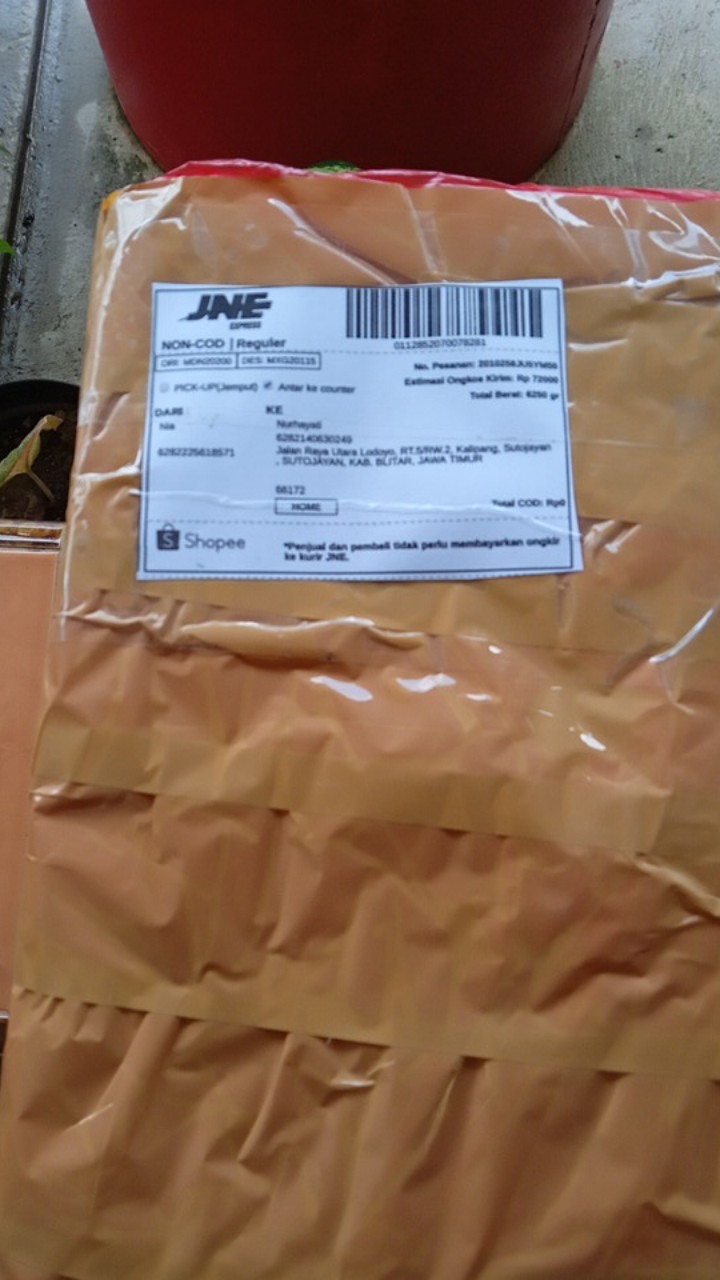 JNE
EXPRESS
0112852070078281
NON-COD | Reguler
ORI: MDN20200 DES: MXG20115
No. Pesanan:
Estimasi Ongkos Kirim: Rp 72000
PICK-UP(Jemput) Antar ke counter
Total Berat: 6250 gr
DARI KE
Nia Nurhayati
6282140630249
6282225618571
Jalan Raya Utara Lodoyo, RT.5/RW.2, Kalipang, Sutojayan
, SUTOJAYAN, KAB. BLITAR, JAWA TIMUR
66172
HOME
Total COD: Rp0
S Shopee
*Penjual dan pembeli tidak perlu membayarkan ongkir
ke kurir JNE.